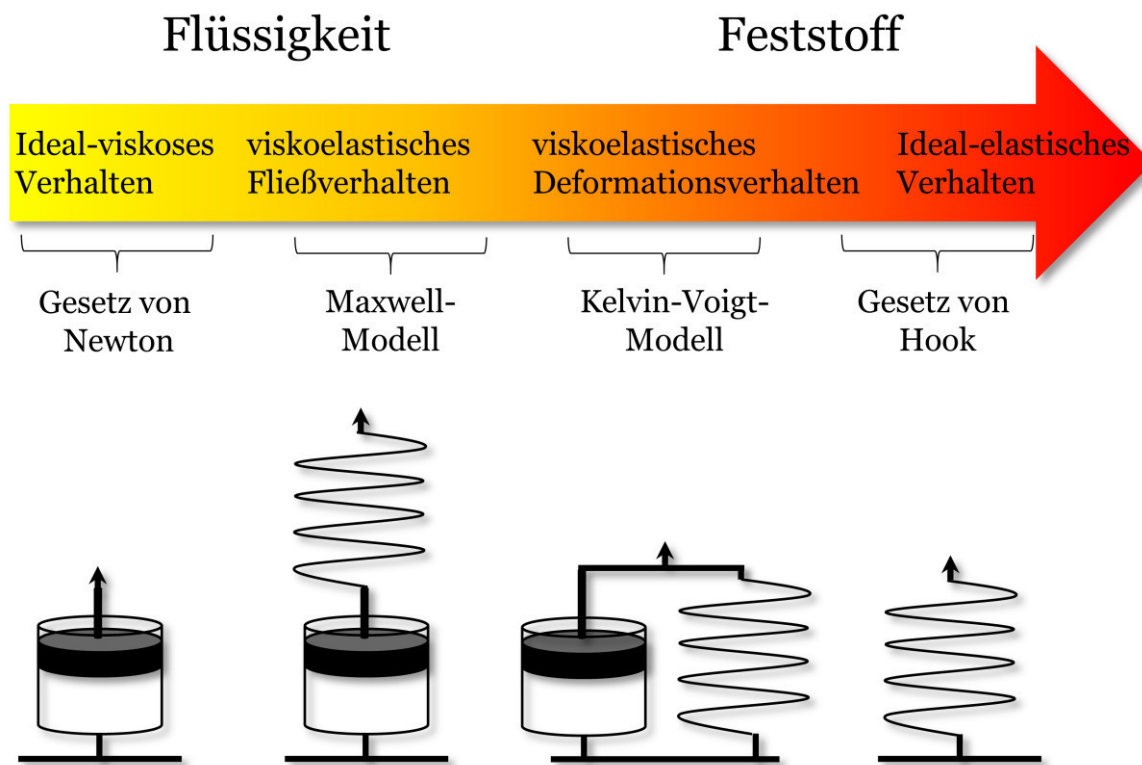 Flüssigkeit
Feststoff
Ideal-viskoses
Verhalten
viskoelastisches
Fließverhalten
viskoelastisches
Deformationsverhalten
Ideal-elastisches
Verhalten
Gesetz von
Newton
Maxwell-
Modell
Kelvin-Voigt-
Modell
Gesetz von
Hook